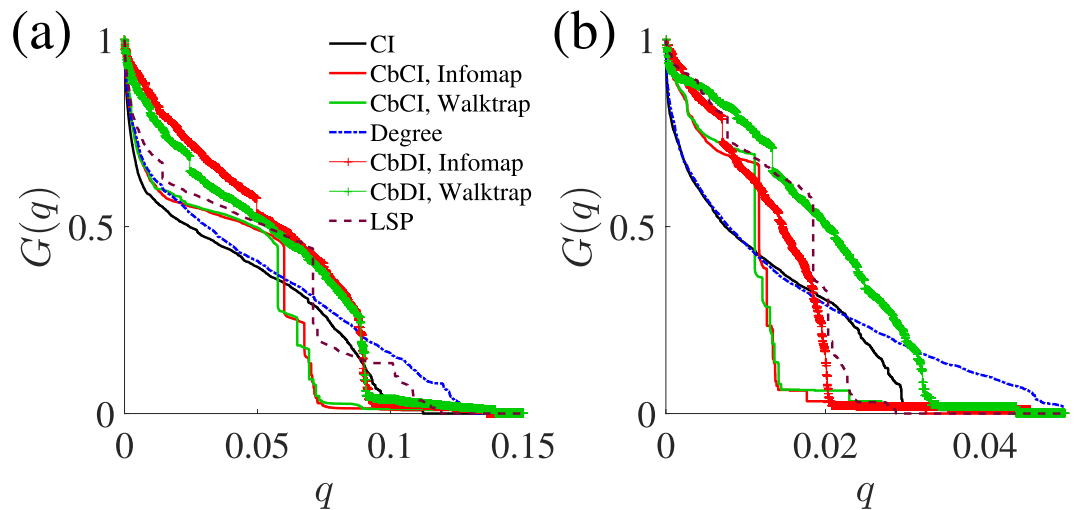 (a)
(b)
1
0.5
0
G(q)
CI
CbCI, Infomap
CbCI, Walktrap
Degree
CbDI, Infomap
CbDI, Walktrap
LSP
0 0.05 0.1 0.15
q
1
0.5
0
G(q)
0 0.02 0.04
q